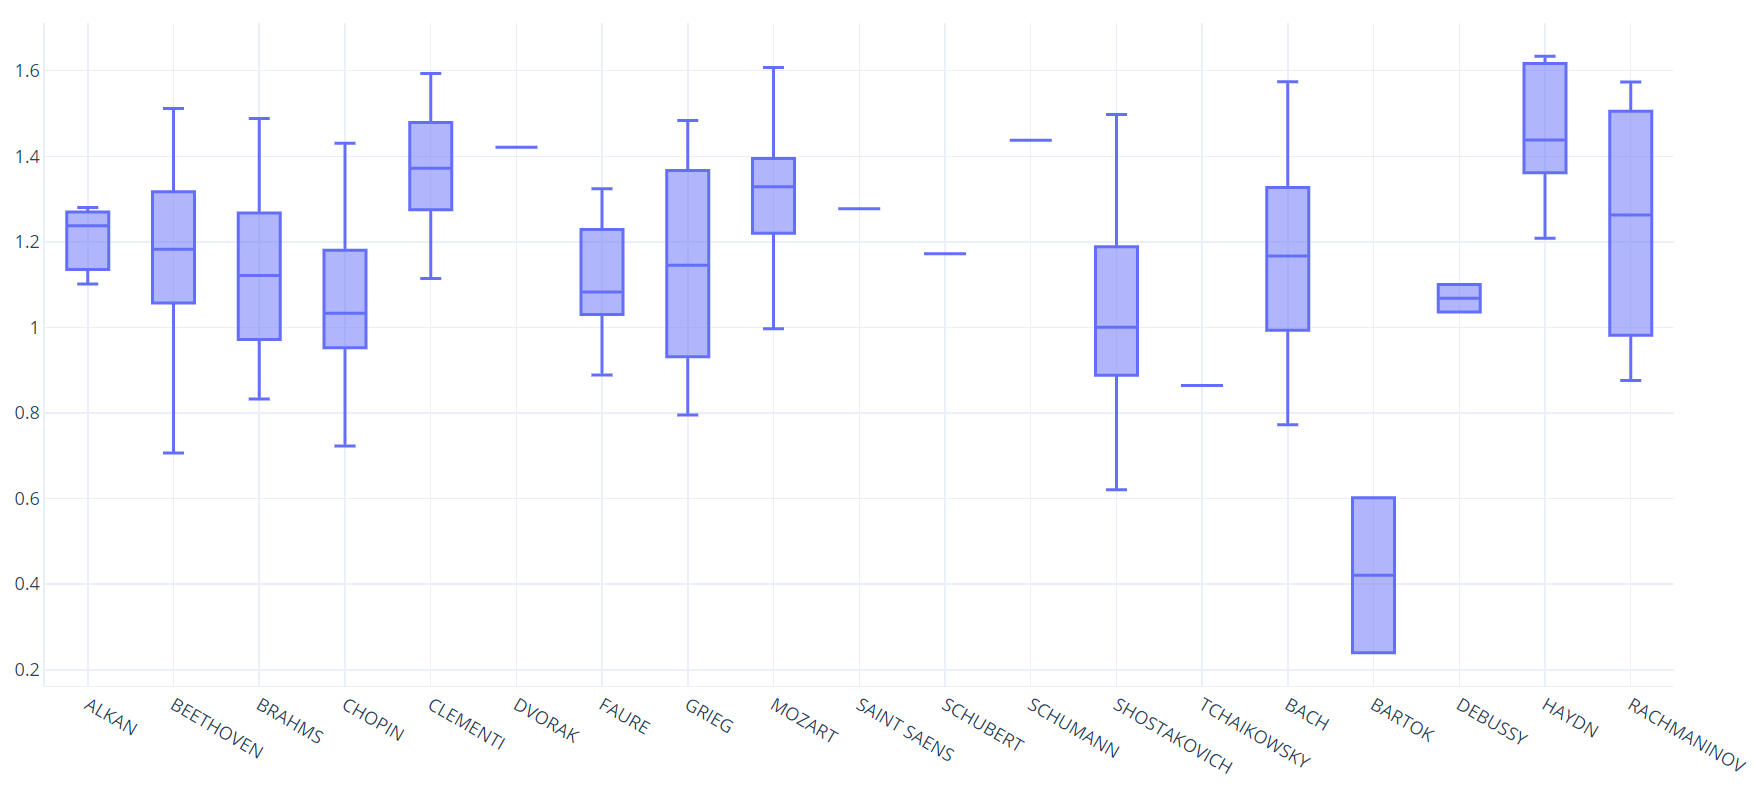 1.6
1.4
1.2
1
0.8
0.6
0.4
0.2
ALKAN
BEETHOVEN
BRAHMS
CHOPIN
CLEMENTI
DVORAK
FAURE
GRIEG
MOZART
SAINT SAENS
SCHUBERT
SCHUMANN
SHOSTAKOVICH
TCHAIKOWSKY
BACH
BARTOK
DEBUSSY
HAYDN
RACHMANINOV